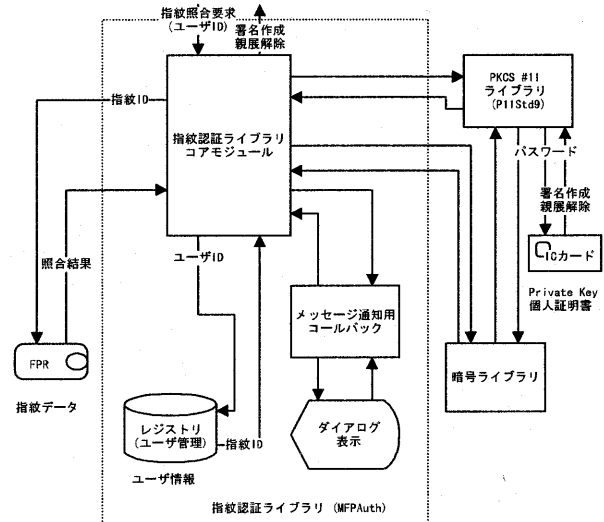 指紋照合要求
(ユーザID)
署名作成
親展解除
PKCS #11
ライブラリ
(P11Std9)
指紋ID
指紋認証ライブラリ
コアモジュール
パスワード
署名作成
親展解除
ICカード
Private Key
個人証明書
ユーザID
照合結果
メッセージ通知用
コールバック
FPR
指紋データ
暗号ライブラリ
レジストリ
(ユーザ管理)
指紋ID
ダイアログ
表示
ユーザ情報
指紋認証ライブラリ (MFPAuth)